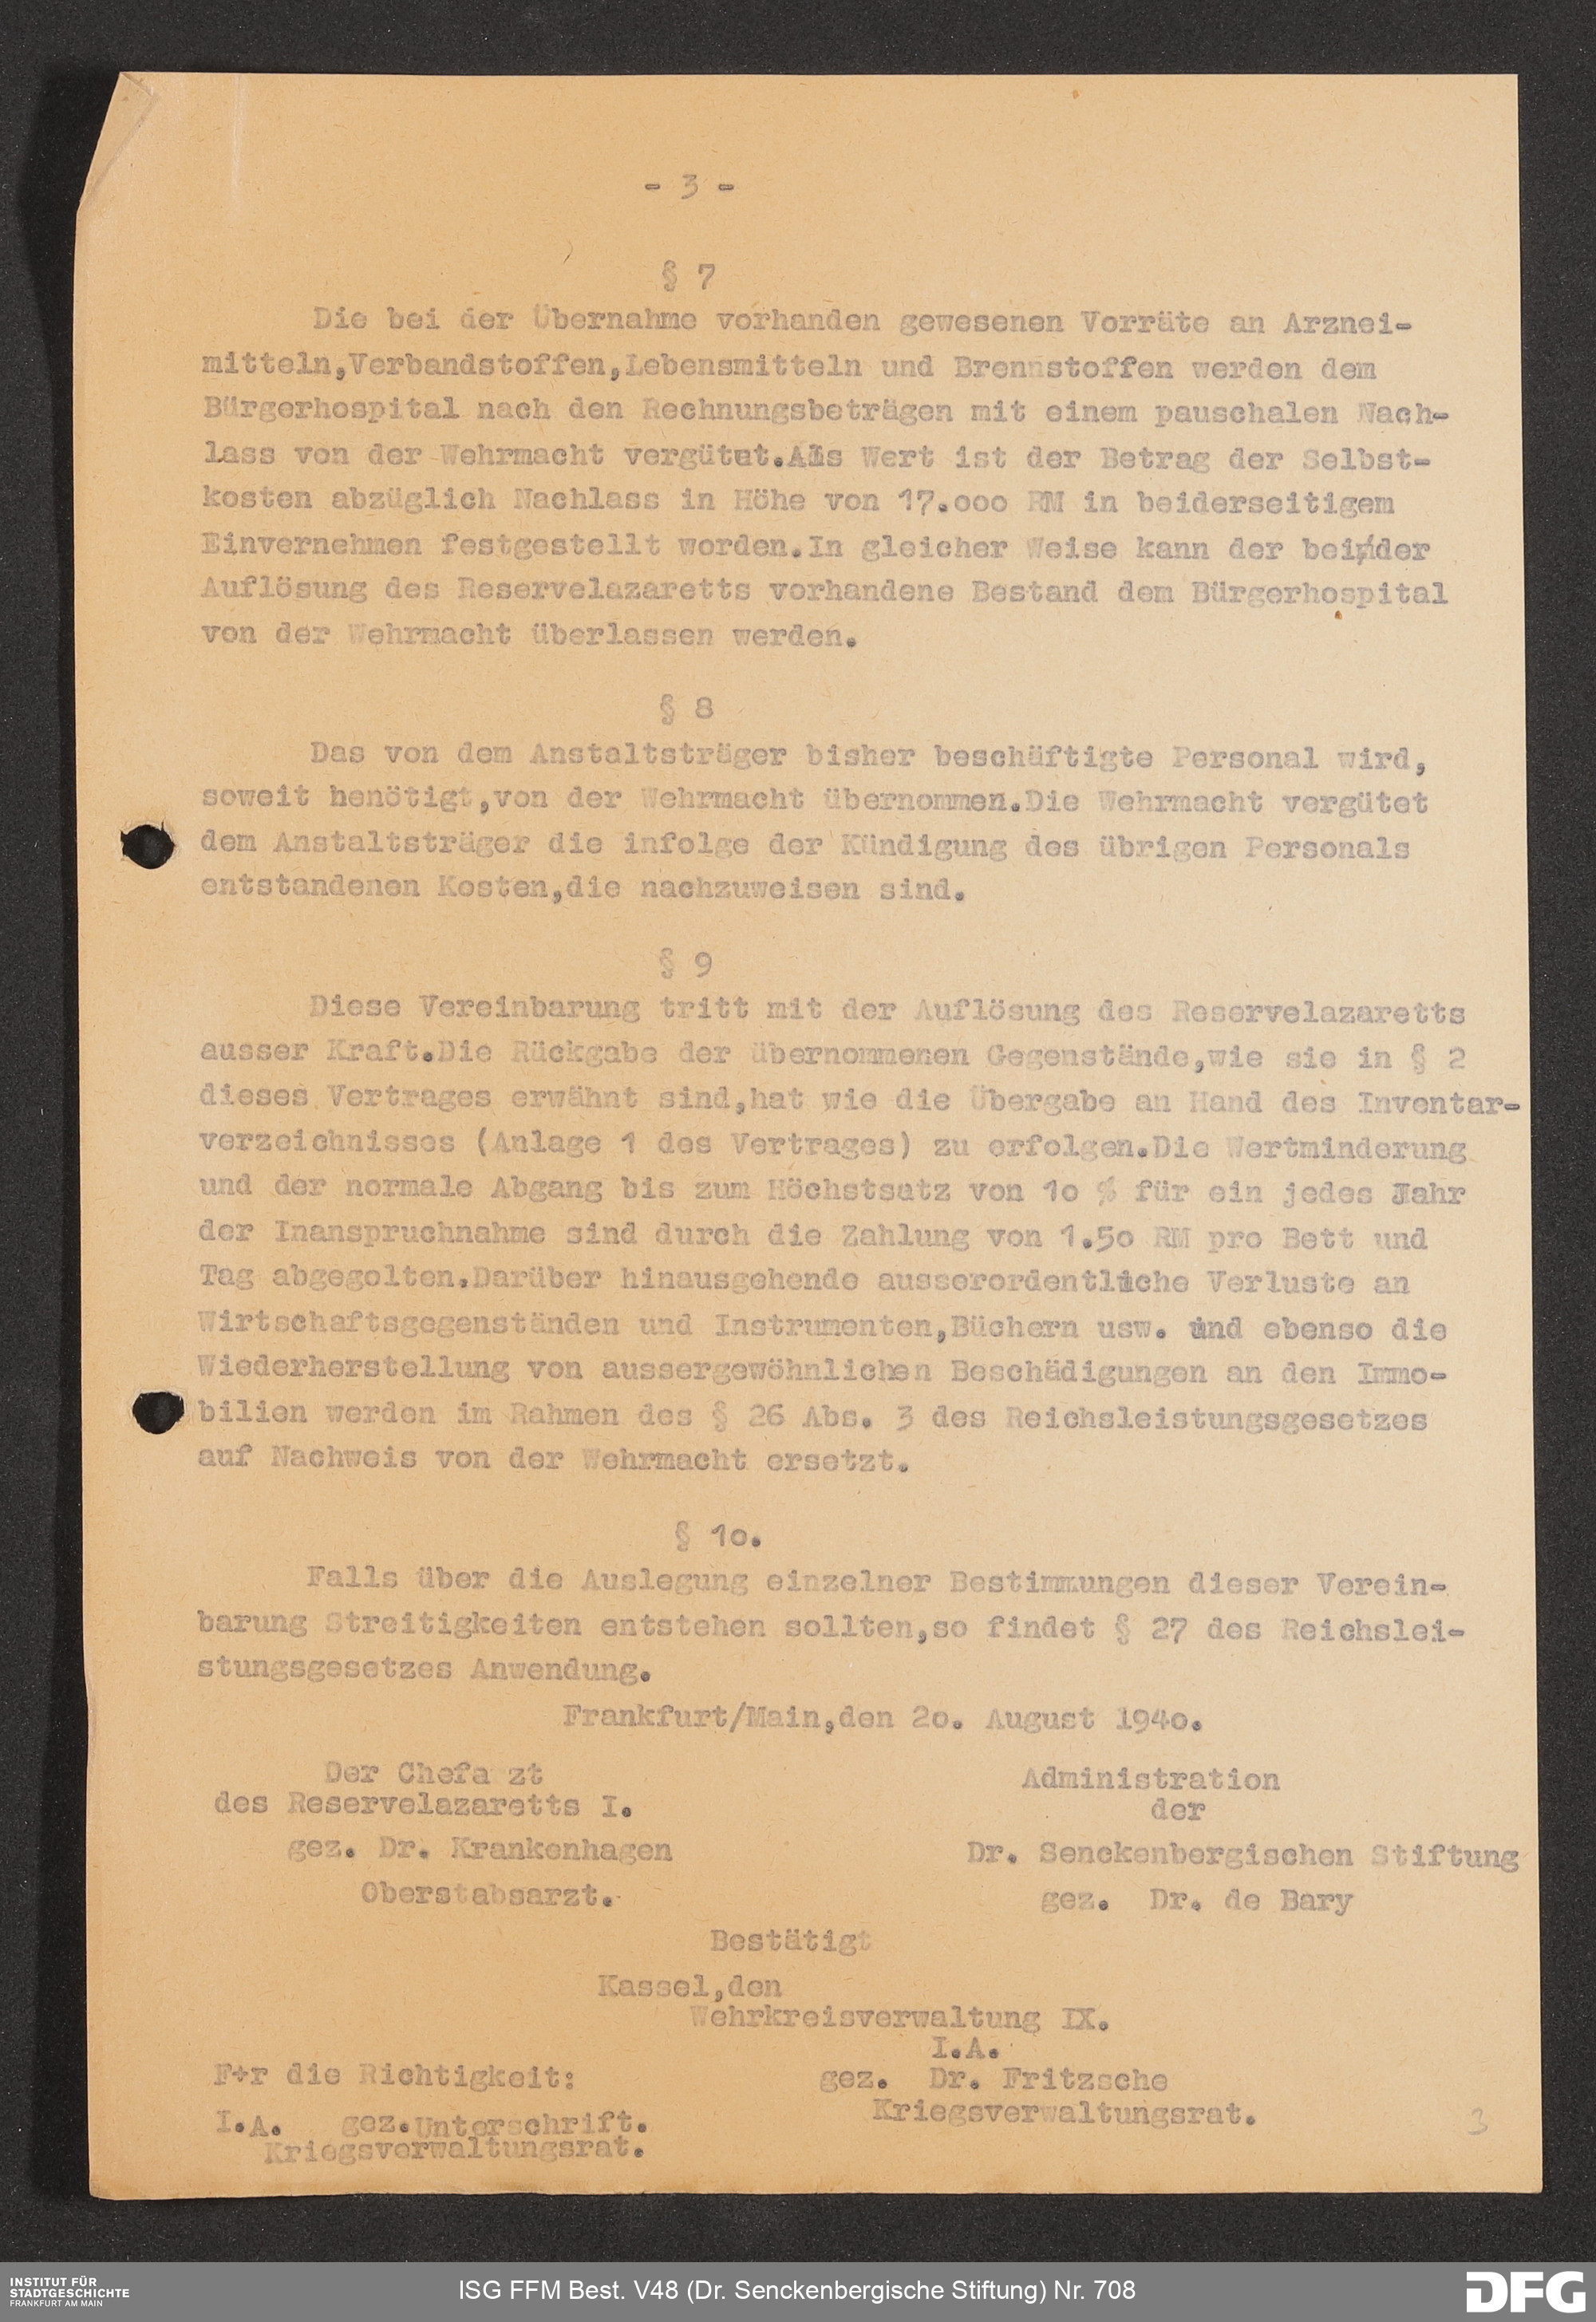 - 3 -
§ 7
Die bei der Übernahme vorhanden gewesenen Vorräte an Arznei-
mitteln,Verbandstoffen,Lebensmitteln und Brennstoffen werden dem
Bürgerhospital nach den Rechnungsbeträgen mit einem pauschalen Nach-
lass von der Wehrmacht vergütet.Als Wert ist der Betrag der Selbst-
kosten abzüglich Nachlass in Höhe von 17.ooo RM in beiderseitigem
Einvernehmen festgestellt worden.In gleicher Weise kann der bei der
Auflösung des Reservelazaretts vorhandene Bestand dem Bürgerhospital
von der Wehrmacht überlassen werden.
§ 8
Das von dem Anstaltsträger bisher beschäftigte Personal wird,
soweit henötigt,von der Wehrmacht übernommen.Die Wehrmacht vergütet
dem Anstaltsträger die infolge der Kündigung des übrigen Personals
entstandenen Kosten,die nachzuweisen sind.
§ 9
Diese Vereinbarung tritt mit der Auflösung des Reservelazaretts
ausser Kraft.Die Rückgabe der übernommenen Gegenstände,wie sie in § 2
dieses Vertrages erwähnt sind,hat wie die Übergabe an Hand des Inventar-
verzeichnisses (Anlage 1 des Vertrages) zu erfolgen.Die Wertminderung
und der normale Abgang bis zum Höchstsatz von 1o % für ein jedes Jahr
der Inanspruchnahme sind durch die Zahlung von 1.5o RM pro Bett und
Tag abgegolten.Darüber hinausgehende ausserordentliche Verluste an
Wirtschaftsgegenständen und Instrumenten,Büchern usw. und ebenso die
Wiederherstellung von aussergewöhnlichen Beschädigungen an den Immo-
bilien werden im Rahmen des § 26 Abs. 3 des Reichsleistungsgesetzes
auf Nachweis von der Wehrmacht ersetzt.
§ 1o.
Falls über die Auslegung einzelner Bestimmungen dieser Verein-
barung Streitigkeiten entstehen sollten,so findet § 27 des Reichslei-
stungsgesetzes Anwendung.
Frankfurt/Main,den 2o. August 194o.
Der Chefa zt
des Reservelazaretts I.
gez. Dr. Krankenhagen
Oberstabsarzt.
Administration
der
Dr. Senckenbergischen Stiftung
gez. Dr. de Bary
Bestätigt
Kassel,den
Wehrkreisverwaltung IX.
I.A.
gez. Dr. Fritzsche
Kriegsverwaltungsrat.
F+r die Richtigkeit:
I.A. gez.Unterschrift.
Kriegsverwaltungsrat.
3
INSTITUT FÜR
STADTGESCHICHTE
FRANKFURT AM MAIN
ISG FFM Best. V48 (Dr. Senckenbergische Stiftung) Nr. 708
DFG